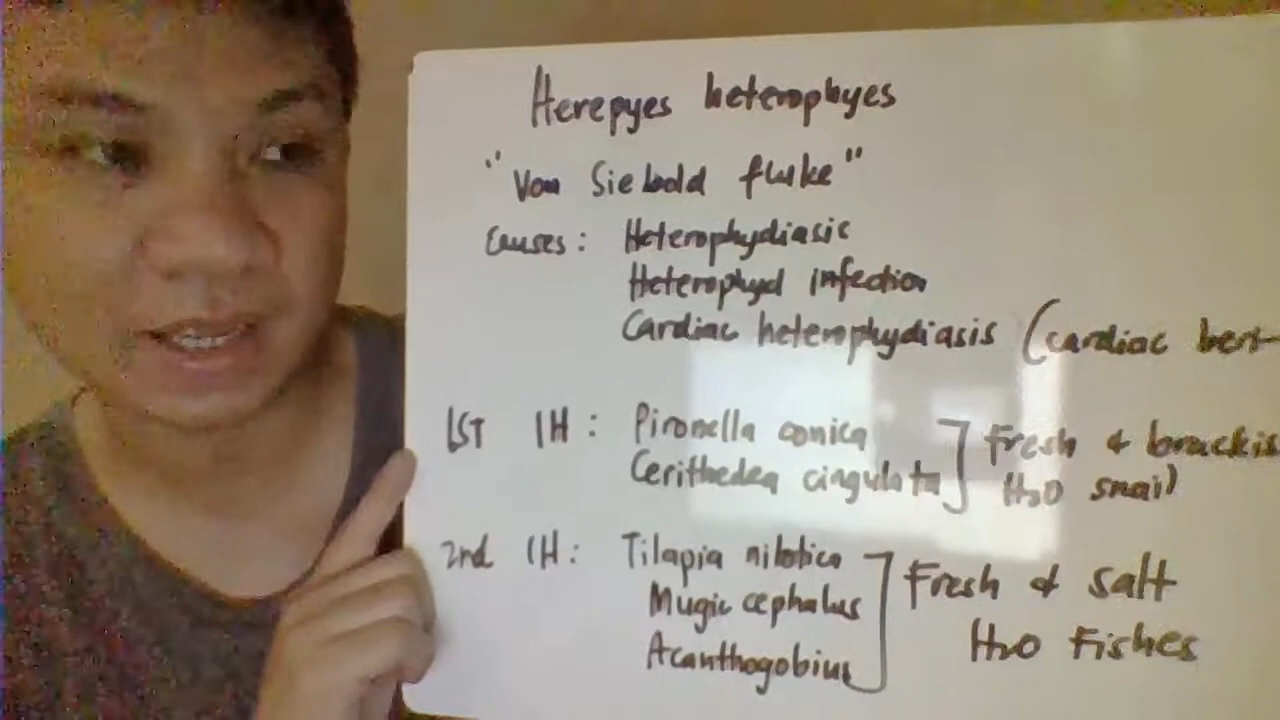 Herepyes heterophyes
"Von Siebold fluke"
Causes: Heterophydiasis
Heterophyd infection
Cardiac heterophydiasis (cardiac beri-
1ST IH: Pironella conica
Cerithedea cingulata
Fresh & brackis
H2O snail
2nd IH: Tilapia nilotica
Mugic cephalus
Acanthogobius
Fresh & salt
H2O Fishes